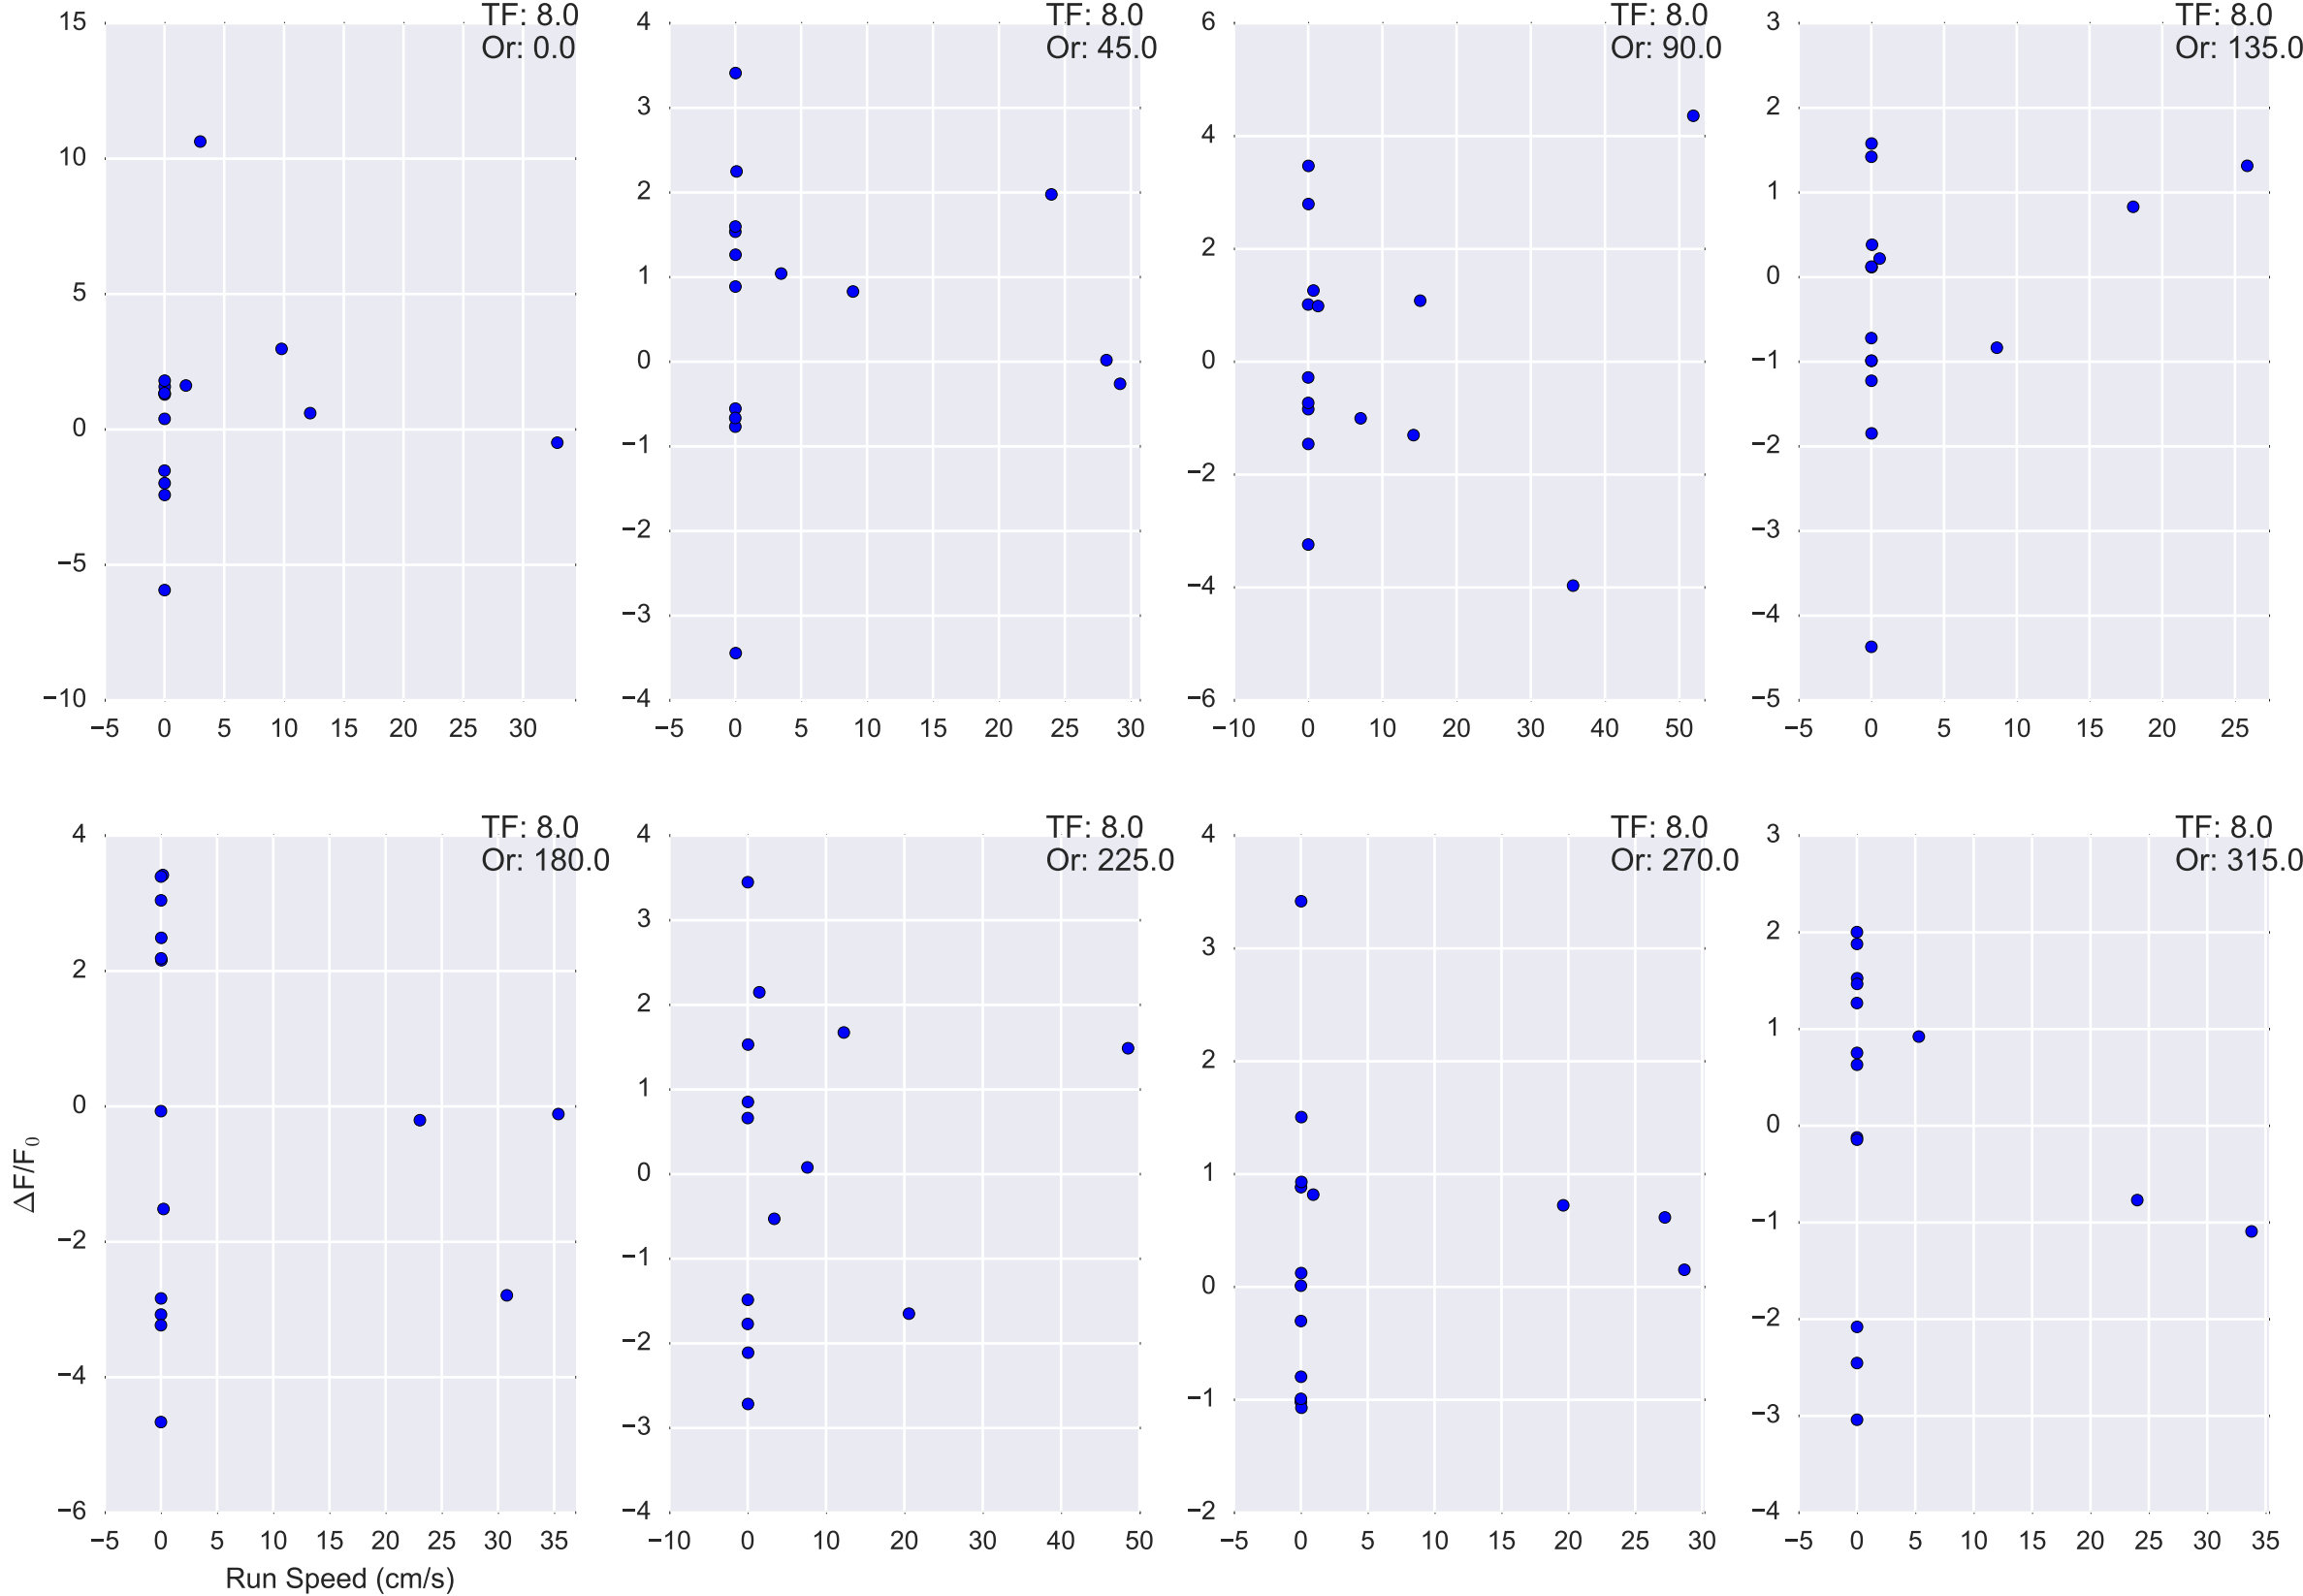 TF: 8.0
Or: 0.0
15
10
5
0
−5
−10
−5 0 5 10 15 20 25 30
TF: 8.0
Or: 45.0
4
3
2
1
0
−1
−2
−3
−4
−5 0 5 10 15 20 25 30
TF: 8.0
Or: 90.0
6
4
2
0
−2
−4
−6
−10 0 10 20 30 40 50
TF: 8.0
Or: 135.0
3
2
1
0
−1
−2
−3
−4
−5
−5 0 5 10 15 20 25
TF: 8.0
Or: 180.0
4
2
0
−2
−4
−6
−5 0 5 10 15 20 25 30 35
ΔF/F₀
Run Speed (cm/s)
TF: 8.0
Or: 225.0
4
3
2
1
0
−1
−2
−3
−4
−10 0 10 20 30 40 50
TF: 8.0
Or: 270.0
4
3
2
1
0
−1
−2
−5 0 5 10 15 20 25 30
TF: 8.0
Or: 315.0
3
2
1
0
−1
−2
−3
−4
−5 0 5 10 15 20 25 30 35